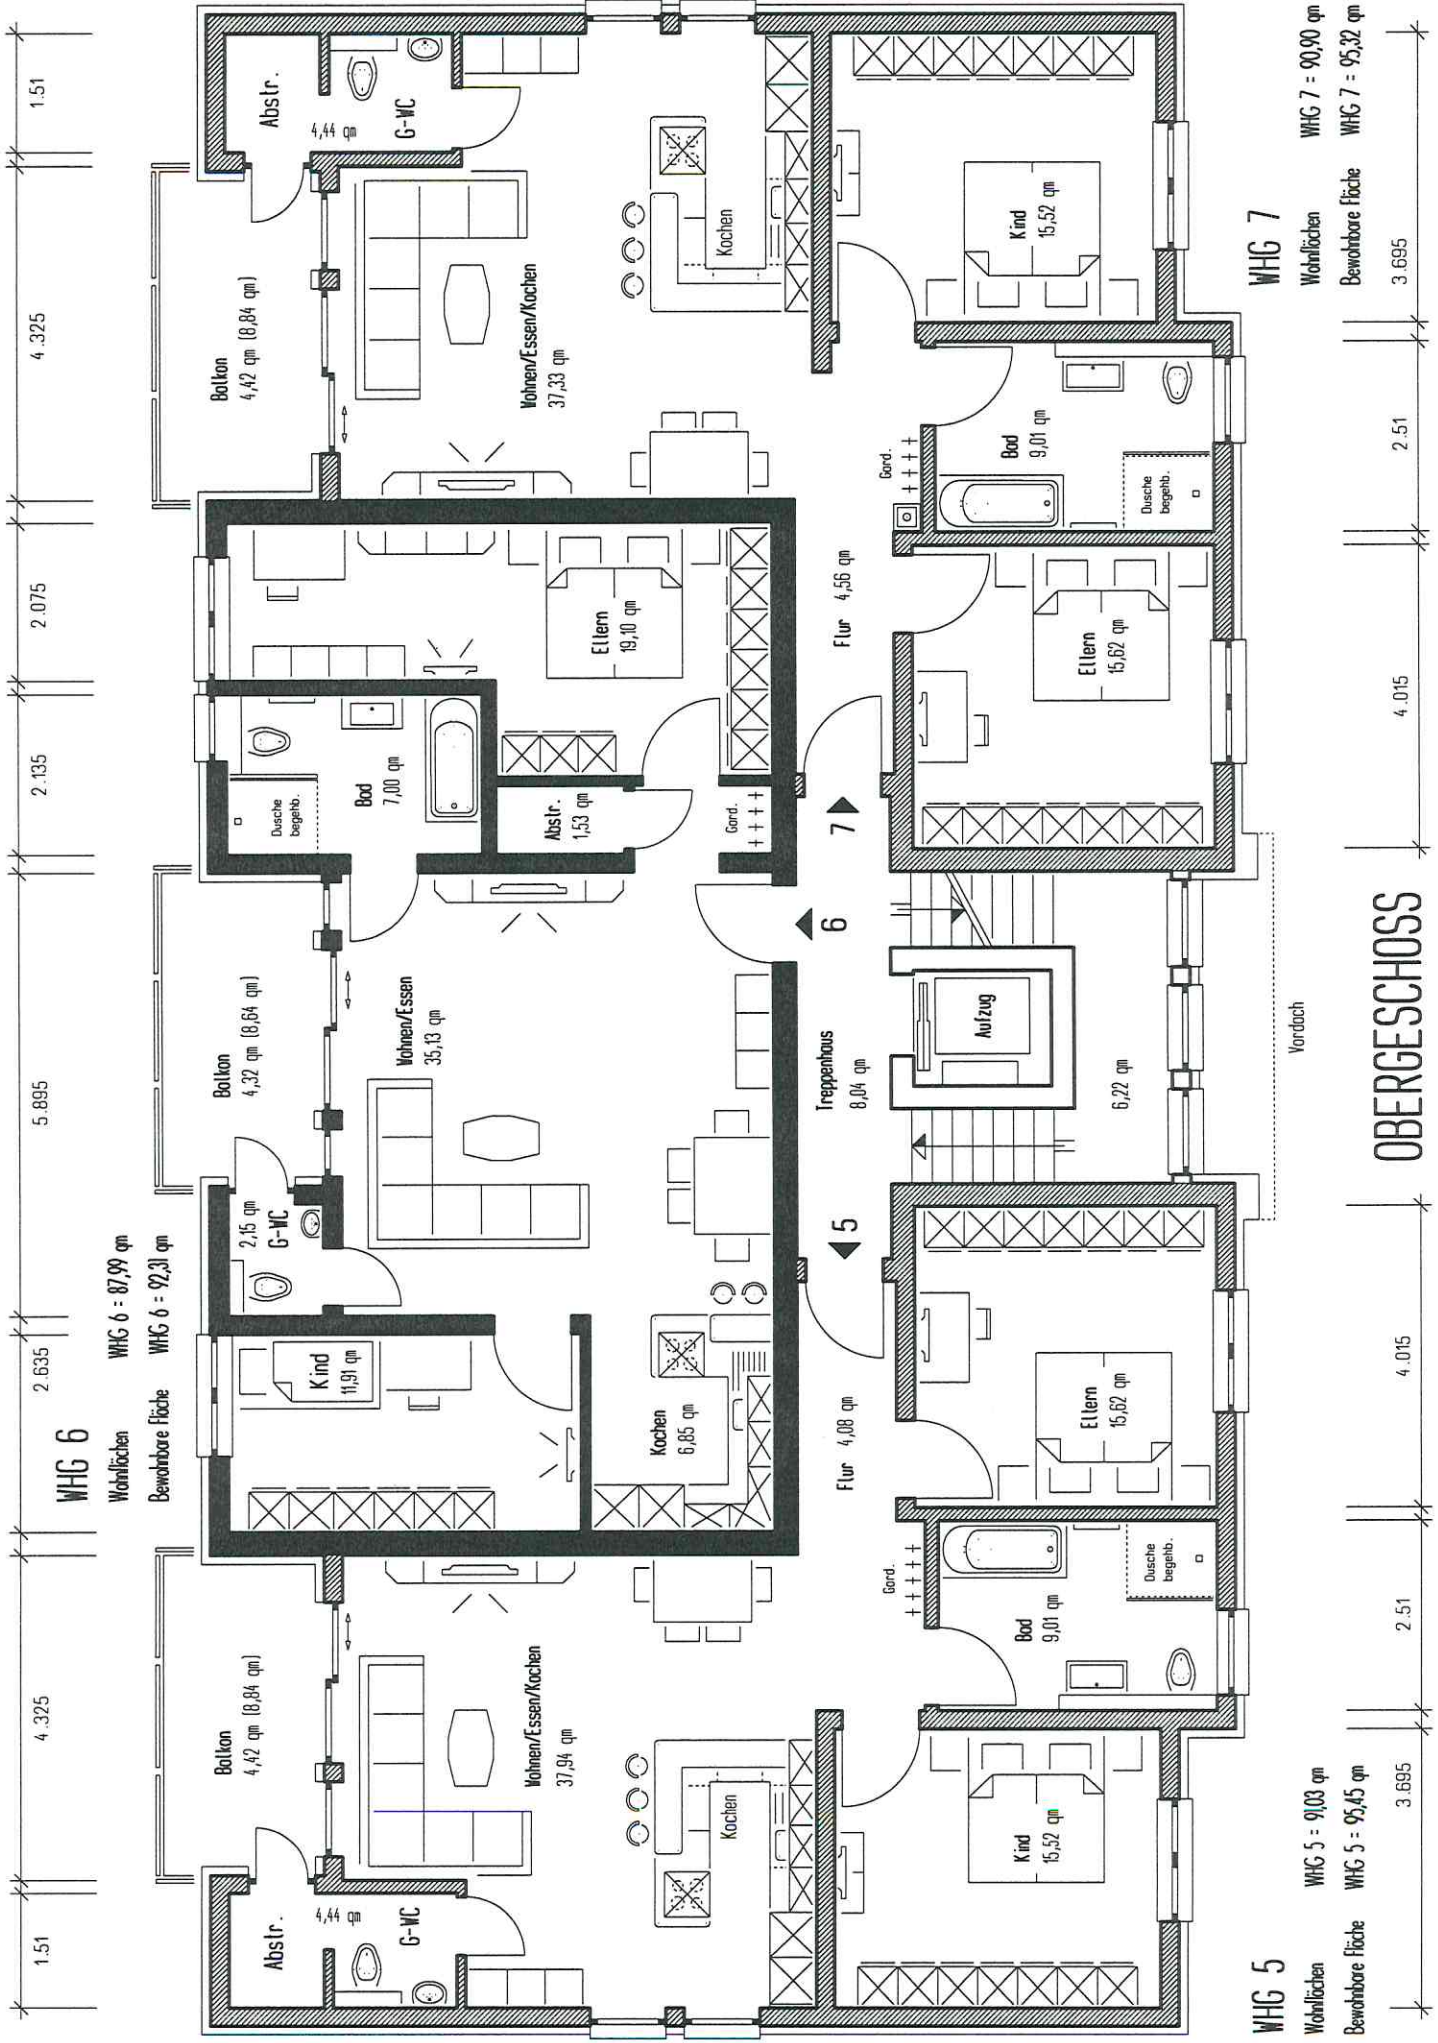 1.51
4.325
2.635
5.895
2.135
2.075
4.325
1.51
WHG 6
Wohnflächen WHG 6 = 87,99 qm
Bewohnbare Fläche WHG 6 = 92,31 qm
Balkon
4,42 qm (8,84 qm)
Balkon
4,32 qm (8,64 qm)
Balkon
4,42 qm (8,84 qm)
Abstr.
4,44 qm
G-WC
Kind
11,91 qm
2,15 qm
G-WC
Dusche
begehb.
Bad
7,00 qm
Abstr.
4,44 qm
G-WC
Wohnen/Essen/Kochen
37,94 qm
Wohnen/Essen
35,13 qm
Abstr.
1,53 qm
Ellern
19,10 qm
Wohnen/Essen/Kochen
37,33 qm
Kochen
Kochen
6,85 qm
Gard.
Kochen
Flur 4,08 qm
5
Treppenhaus
8,04 qm
6
7
Flur 4,56 qm
Gard.
Gard.
Aufzug
Kind
15,52 qm
Bad
9,01 qm
Dusche
begehb.
Ellern
15,62 qm
6,22 qm
Ellern
15,62 qm
Bad
9,01 qm
Dusche
begehb.
Kind
15,52 qm
Vordach
WHG 5
Wohnflächen WHG 5 = 91,03 qm
Bewohnbare Fläche WHG 5 = 95,45 qm
OBERGESCHOSS
WHG 7
Wohnflächen WHG 7 = 90,90 qm
Bewohnbare Fläche WHG 7 = 95,32 qm
3.695
2.51
4.015
4.015
2.51
3.695